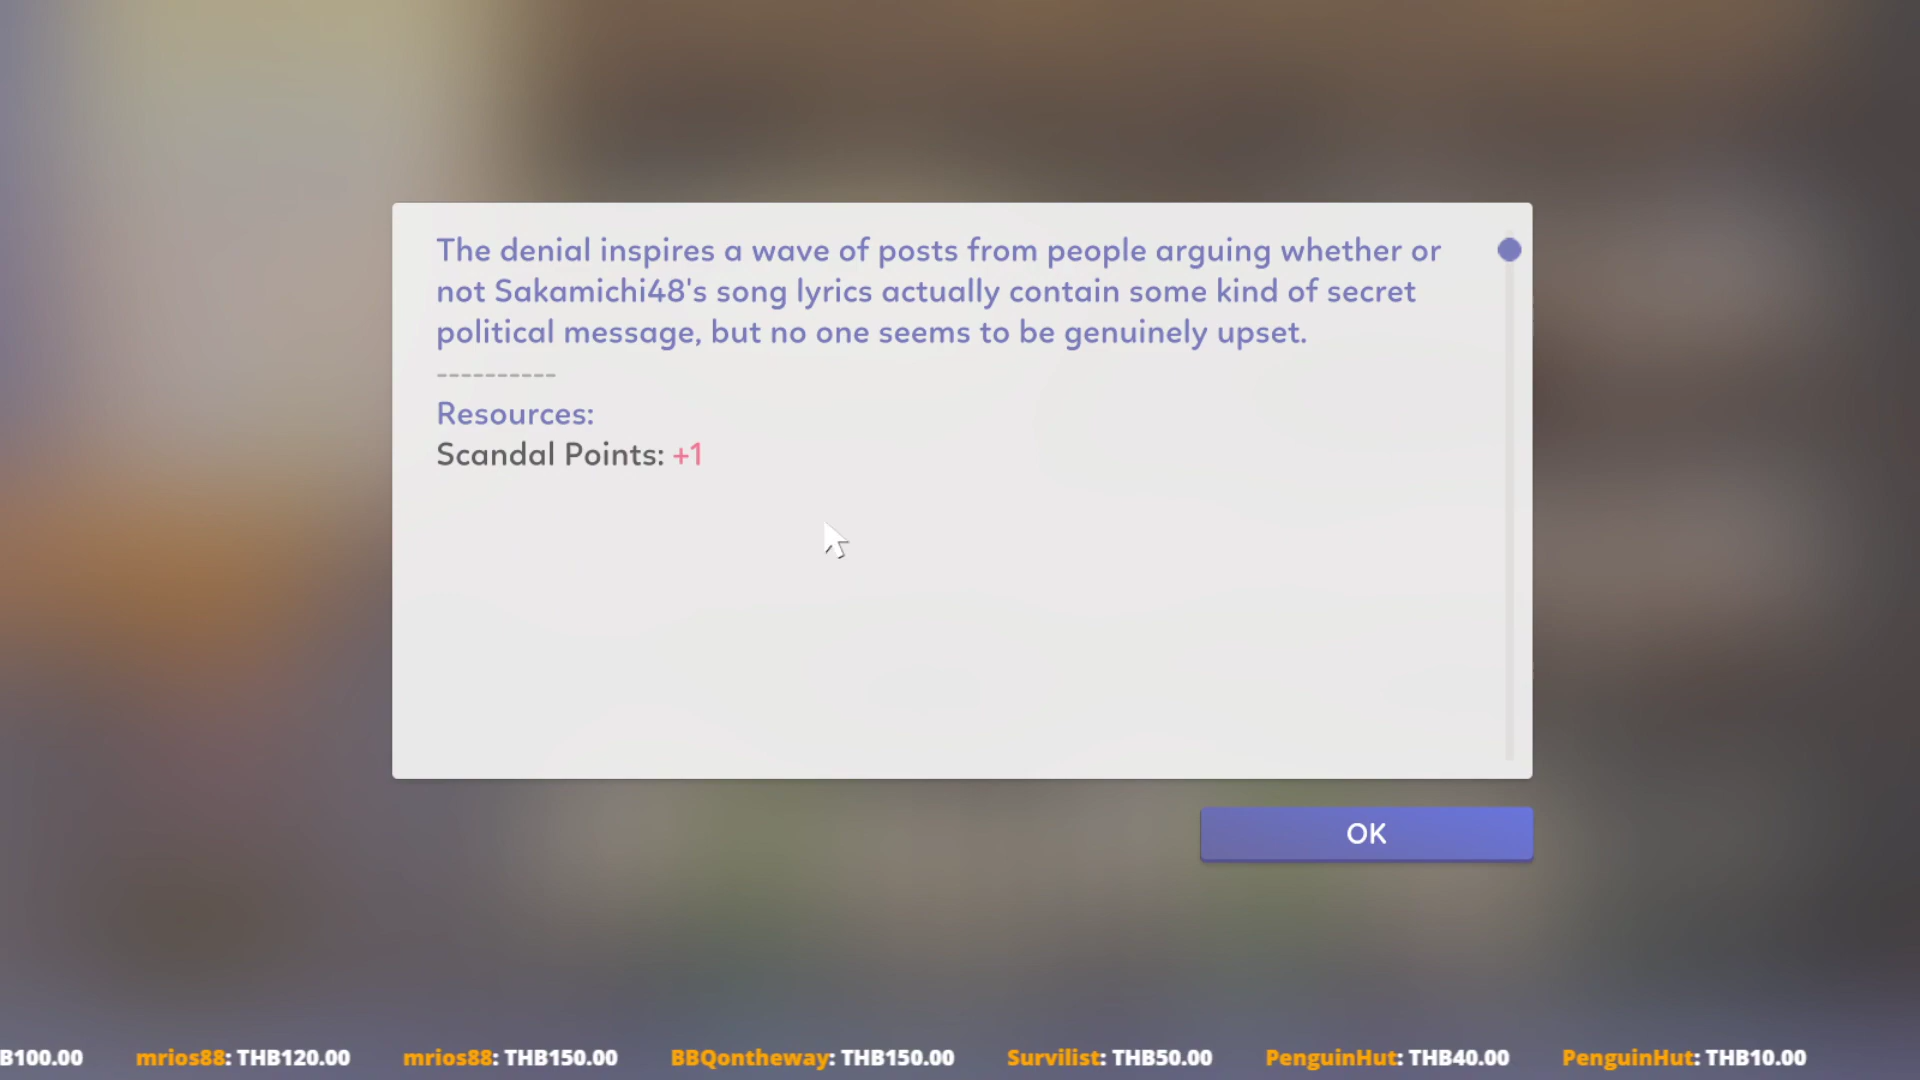 The denial inspires a wave of posts from people arguing whether or
not Sakamichi48's song lyrics actually contain some kind of secret
political message, but no one seems to be genuinely upset.
----------
Resources:
Scandal Points: +1
OK
B100.00 mrios88: THB120.00 mrios88: THB150.00 BBQontheway: THB150.00 Survilist: THB50.00 PenguinHut: THB40.00 PenguinHut: THB10.00